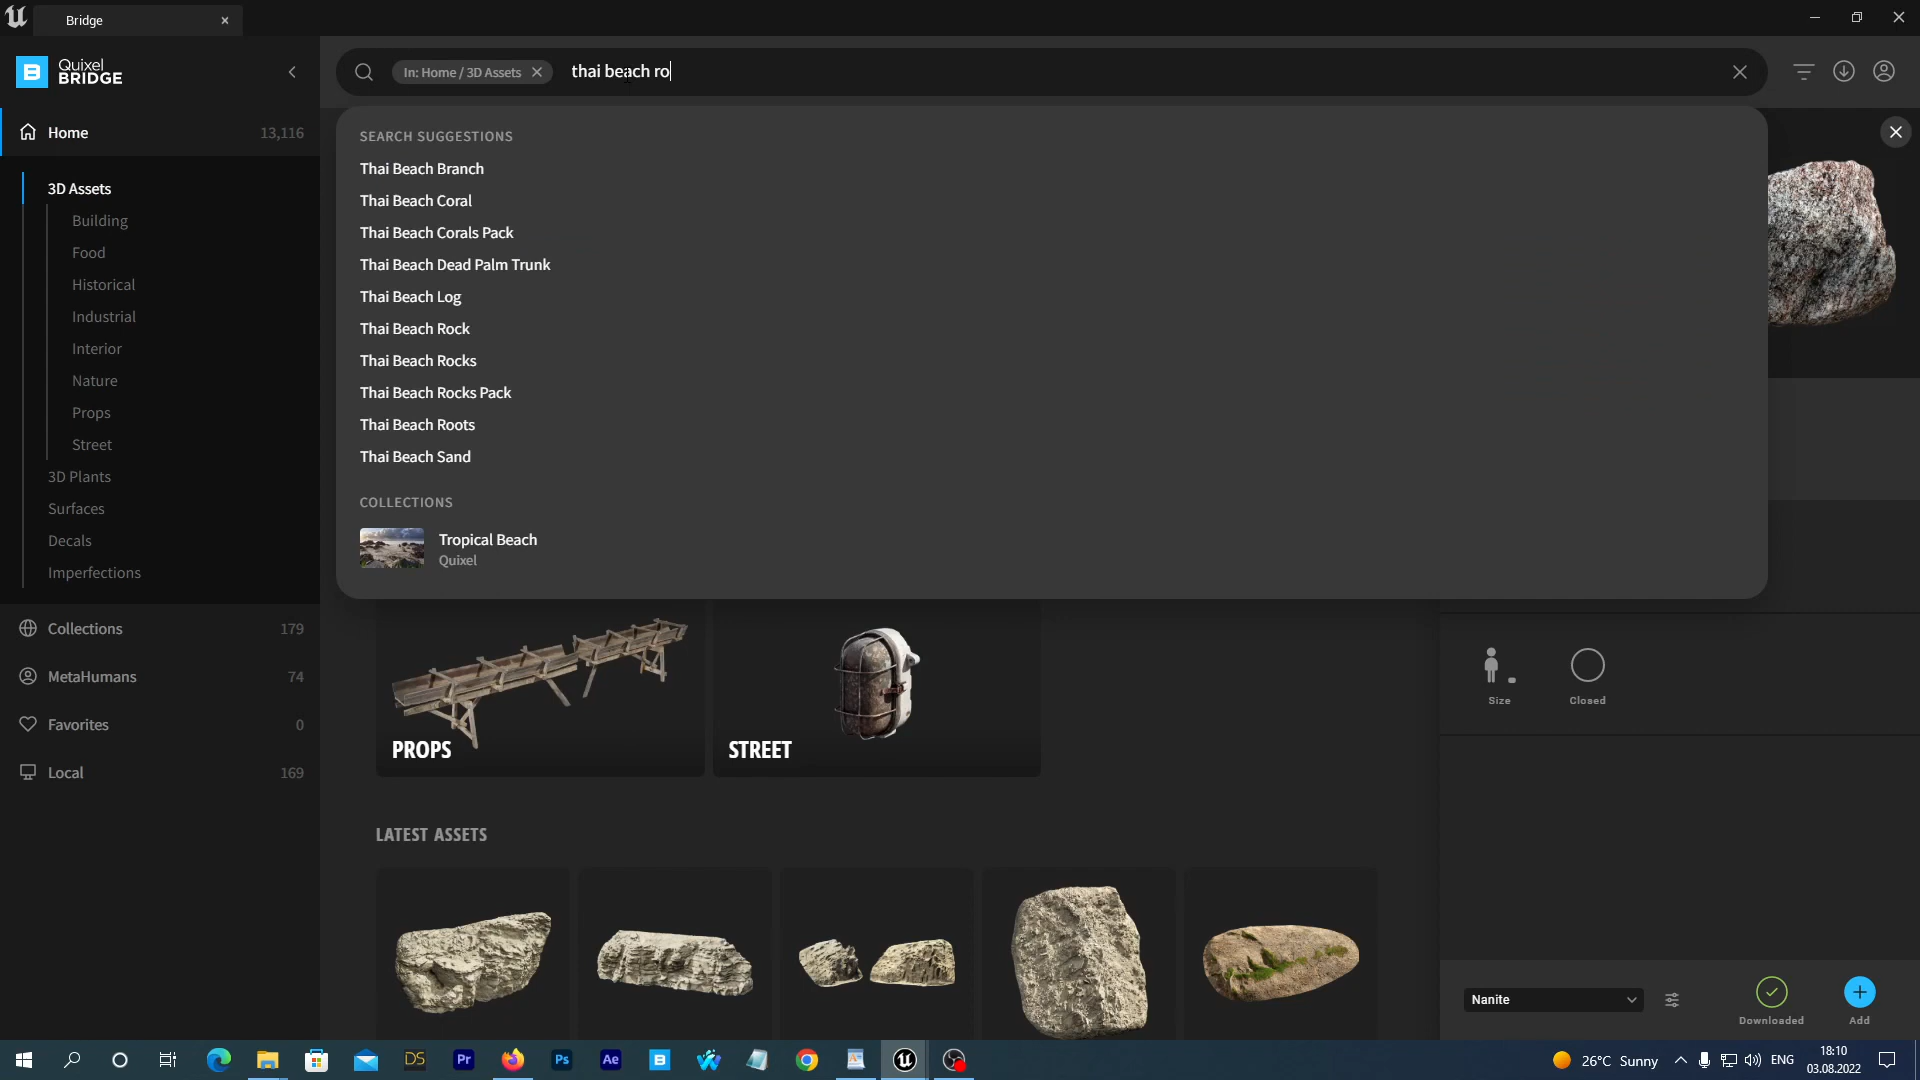 Bridge
Quixel
BRIDGE
In: Home / 3D Assets
thai beach ro
Home 13,116
3D Assets
Building
Food
Historical
Industrial
Interior
Nature
Props
Street
3D Plants
Surfaces
Decals
Imperfections
Collections 179
MetaHumans 74
Favorites 0
Local 169
SEARCH SUGGESTIONS
Thai Beach Branch
Thai Beach Coral
Thai Beach Corals Pack
Thai Beach Dead Palm Trunk
Thai Beach Log
Thai Beach Rock
Thai Beach Rocks
Thai Beach Rocks Pack
Thai Beach Roots
Thai Beach Sand
COLLECTIONS
Tropical Beach
Quixel
PROPS
STREET
LATEST ASSETS
Size
Closed
Nanite
Downloaded
Add
DS
Pr
Ps
Ae
26°C Sunny
ENG
18:10
03.08.2022